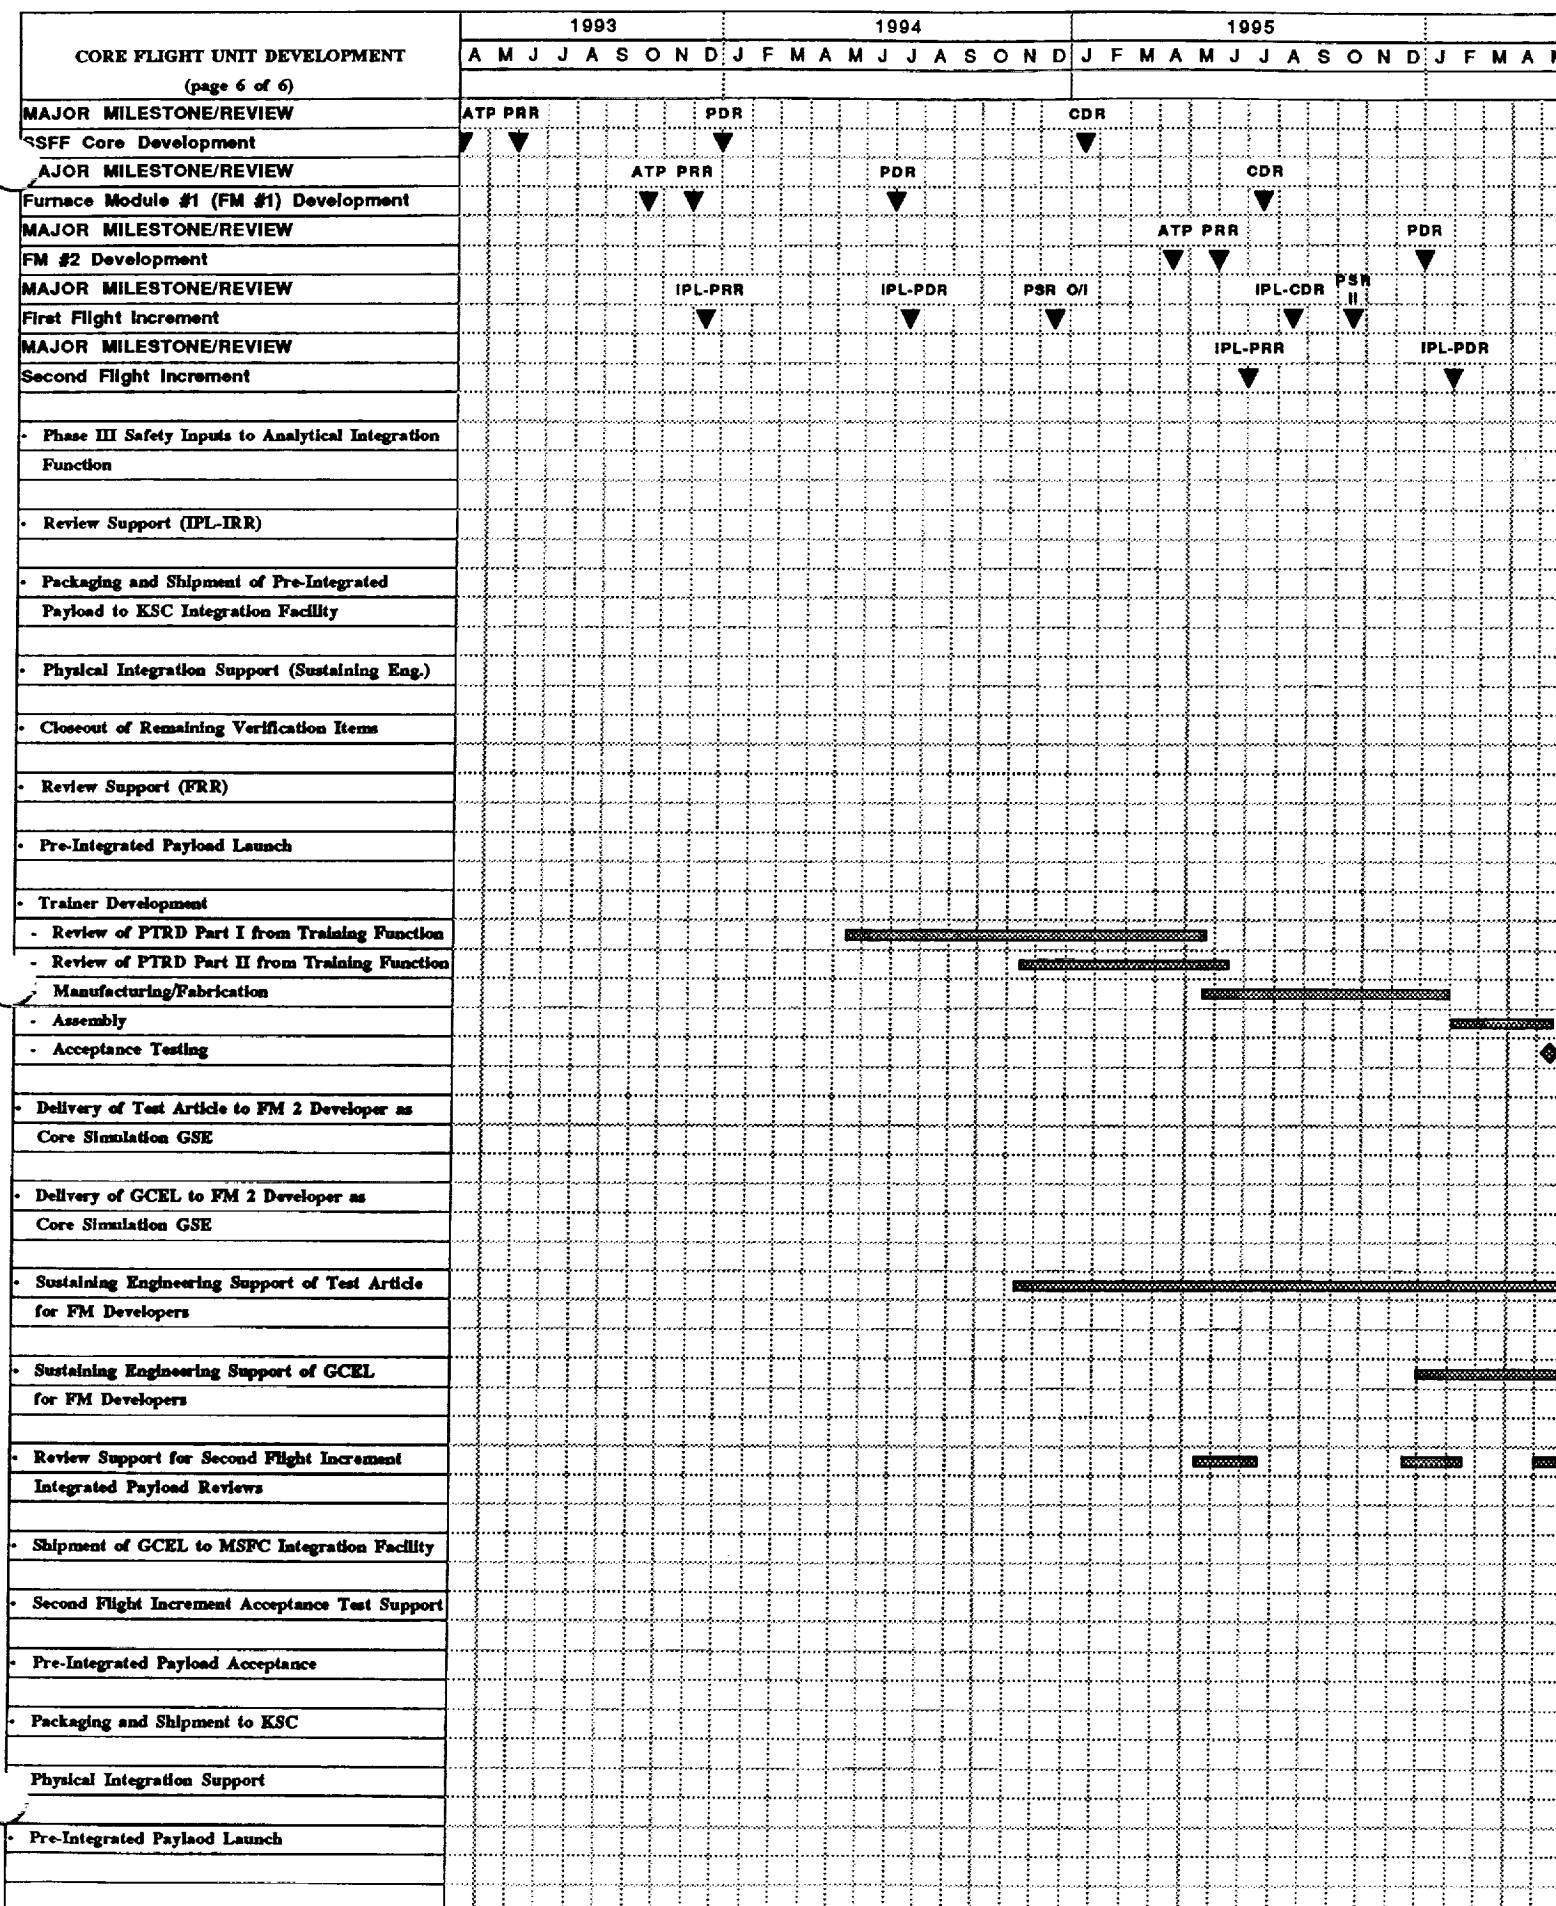 1993 1994 1995
CORE FLIGHT UNIT DEVELOPMENT A M J J A S O N D J F M A M J J A S O N D J F M A M J J A S O N D J F M A
(page 6 of 6)
MAJOR MILESTONE/REVIEW ATP PRR PDR CDR
SSFF Core Development
AJOR MILESTONE/REVIEW ATP PRR PDR CDR
Furnace Module #1 (FM #1) Development
MAJOR MILESTONE/REVIEW ATP PRR PDR
FM #2 Development
MAJOR MILESTONE/REVIEW IPL-PRR IPL-PDR PSR O/I IPL-CDR PSR II
First Flight Increment
MAJOR MILESTONE/REVIEW IPL-PRR IPL-PDR
Second Flight Increment
- Phase III Safety Inputs to Analytical Integration
Function
- Review Support (IPL-IRR)
- Packaging and Shipment of Pre-Integrated
Payload to KSC Integration Facility
- Physical Integration Support (Sustaining Eng.)
- Closeout of Remaining Verification Items
- Review Support (FRR)
- Pre-Integrated Payload Launch
- Trainer Development
- Review of PTRD Part I from Training Function
- Review of PTRD Part II from Training Function
- Manufacturing/Fabrication
- Assembly
- Acceptance Testing
- Delivery of Test Article to FM 2 Developer as
Core Simulation GSE
- Delivery of GCEL to FM 2 Developer as
Core Simulation GSE
- Sustaining Engineering Support of Test Article
for FM Developers
- Sustaining Engineering Support of GCEL
for FM Developers
- Review Support for Second Flight Increment
Integrated Payload Reviews
- Shipment of GCEL to MSFC Integration Facility
- Second Flight Increment Acceptance Test Support
- Pre-Integrated Payload Acceptance
- Packaging and Shipment to KSC
Physical Integration Support
- Pre-Integrated Paylaod Launch